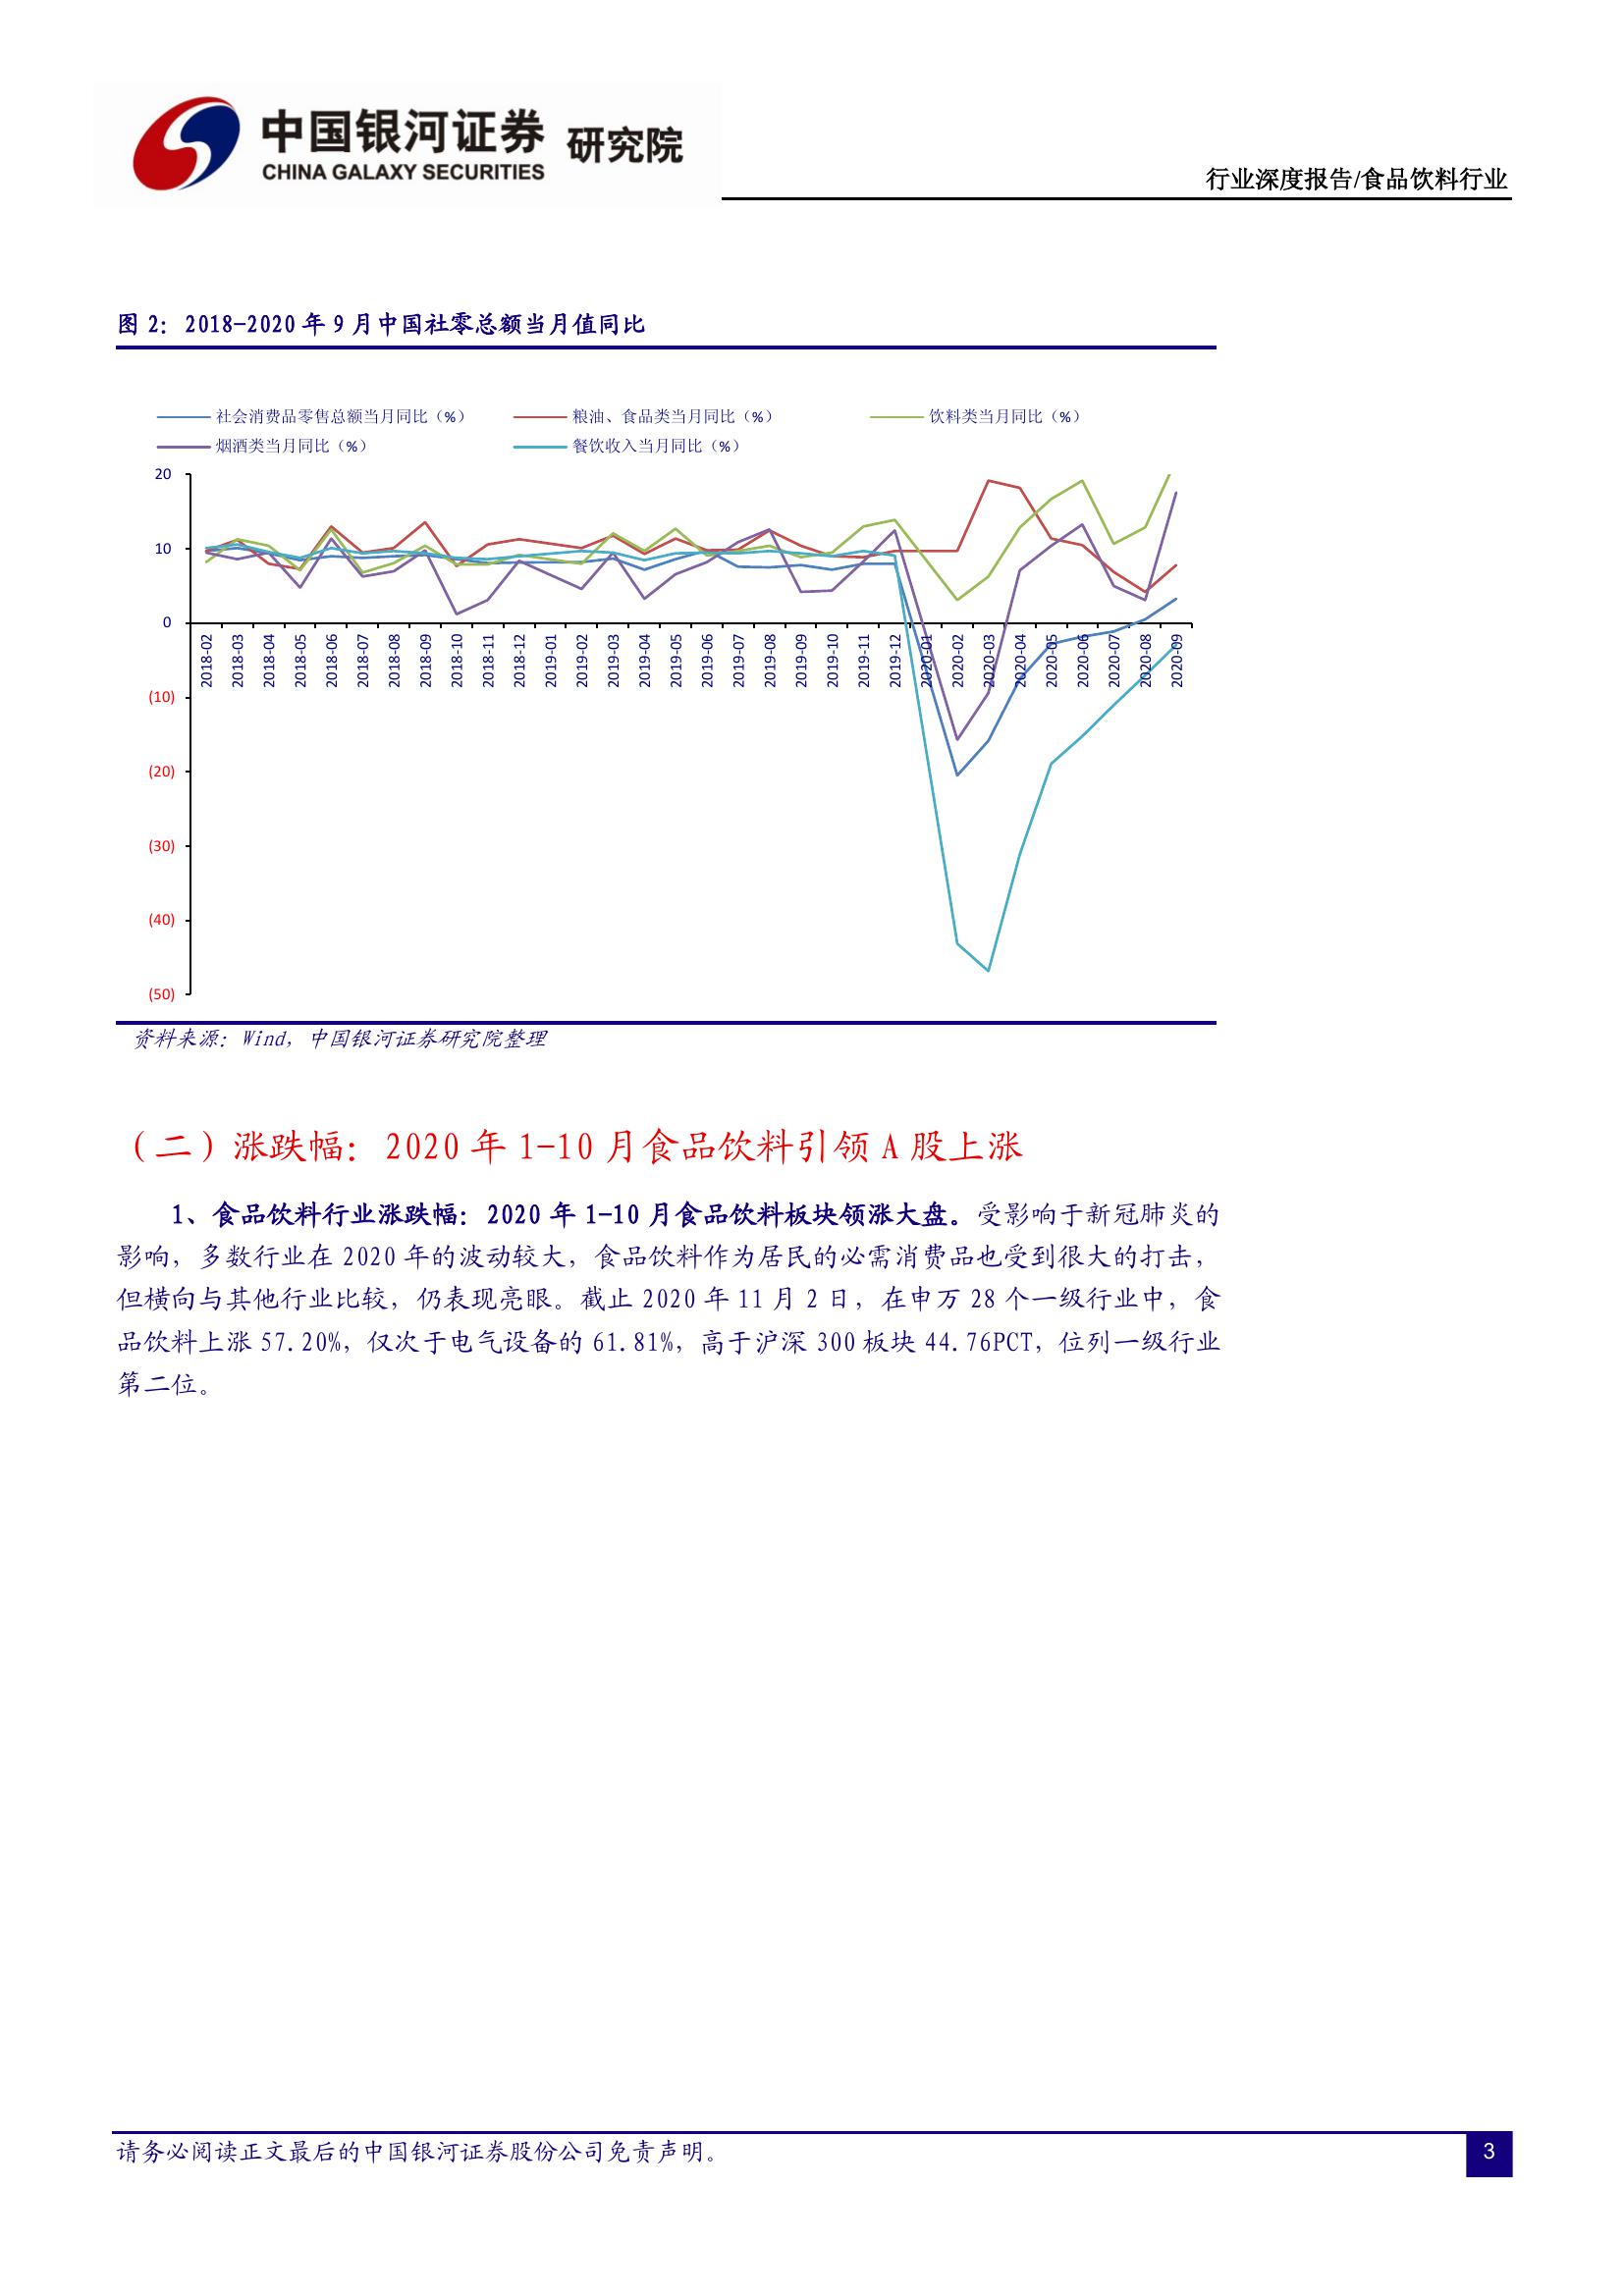 中国银河证券 研究院
CHINA GALAXY SECURITIES
行业深度报告/食品饮料行业
图 2：2018-2020 年 9 月中国社零总额当月值同比
社会消费品零售总额当月同比（%） 粮油、食品类当月同比（%） 饮料类当月同比（%）
烟酒类当月同比（%） 餐饮收入当月同比（%）
20
10
0
(10)
(20)
(30)
(40)
(50)
2018-02
2018-03
2018-04
2018-05
2018-06
2018-07
2018-08
2018-09
2018-10
2018-11
2018-12
2019-01
2019-02
2019-03
2019-04
2019-05
2019-06
2019-07
2019-08
2019-09
2019-10
2019-11
2019-12
2020-01
2020-02
2020-03
2020-04
2020-05
2020-06
2020-07
2020-08
2020-09
资料来源：Wind，中国银河证券研究院整理
（二）涨跌幅：2020 年 1-10 月食品饮料引领 A 股上涨
1、食品饮料行业涨跌幅：2020 年 1-10 月食品饮料板块领涨大盘。受影响于新冠肺炎的
影响，多数行业在 2020 年的波动较大，食品饮料作为居民的必需消费品也受到很大的打击，
但横向与其他行业比较，仍表现亮眼。截止 2020 年 11 月 2 日，在申万 28 个一级行业中，食
品饮料上涨 57.20%，仅次于电气设备的 61.81%，高于沪深 300 板块 44.76PCT，位列一级行业
第二位。
请务必阅读正文最后的中国银河证券股份公司免责声明。
3